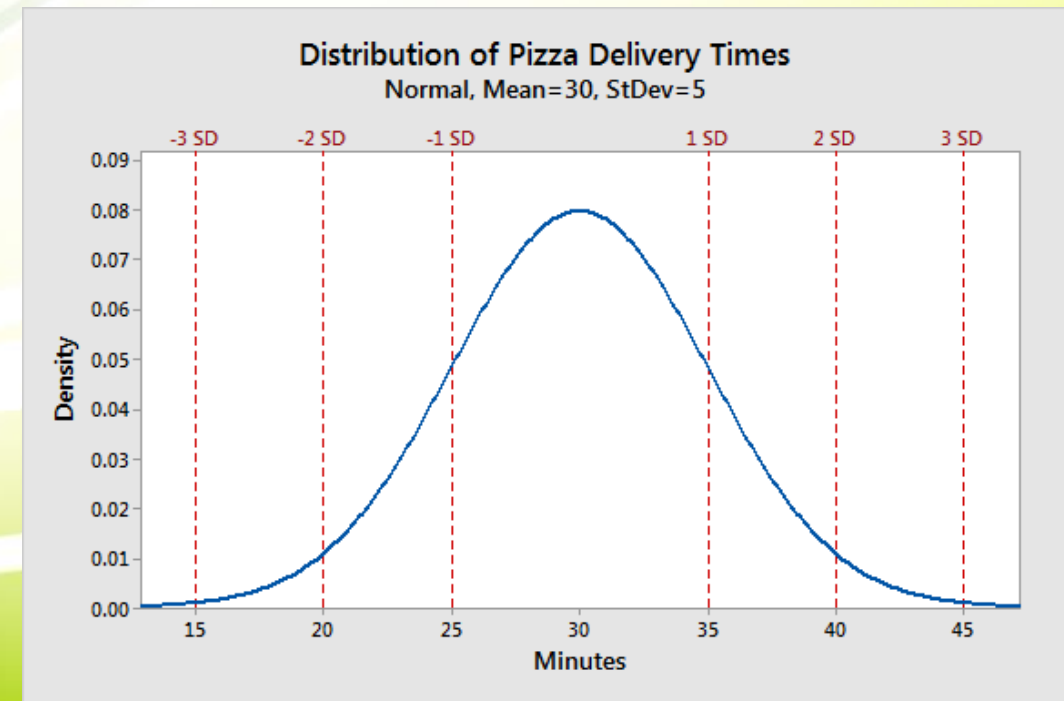 Distribution of Pizza Delivery Times
Normal, Mean=30, StDev=5
-3 SD -2 SD -1 SD 1 SD 2 SD 3 SD
0.09
0.08
0.07
0.06
0.05
0.04
0.03
0.02
0.01
0.00
Density
15 20 25 30 35 40 45
Minutes